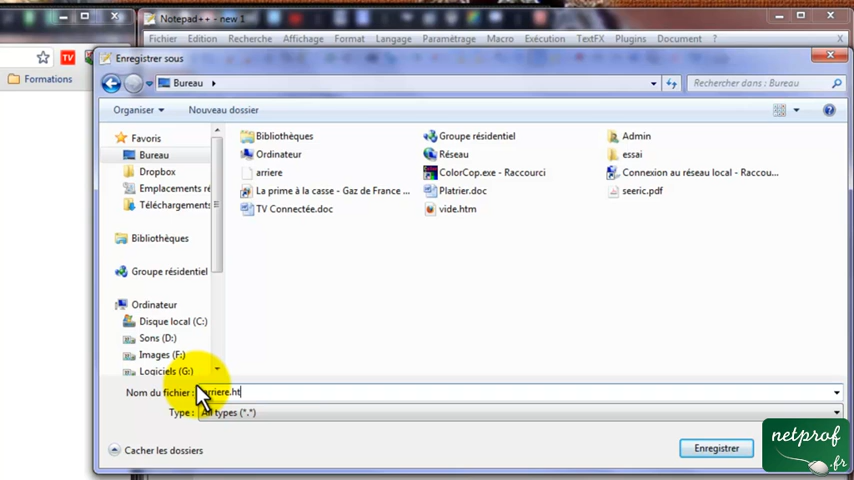 Notepad++ - new 1
Fichier Edition Recherche Affichage Format Langage Paramétrage Macro Exécution TextFX Plugins Document ?
TV
Formations
Enregistrer sous
Bureau
Rechercher dans : Bureau
Organiser Nouveau dossier
Favoris
Bureau
Dropbox
Emplacements ré
Téléchargements
Bibliothèques
Groupe résidentiel
Ordinateur
Disque local (C:)
Sons (D:)
Images (F:)
Logiciels (G:)
Bibliothèques Groupe résidentiel Admin
Ordinateur Réseau essai
arriere ColorCop.exe - Raccourci Connexion au réseau local - Raccou...
La prime à la casse - Gaz de France ... Platrier.doc seeric.pdf
TV Connectée.doc vide.htm
Nom du fichier : arriere.ht
Type : All types (*.*)
Cacher les dossiers
Enregistrer
netprof
.fr